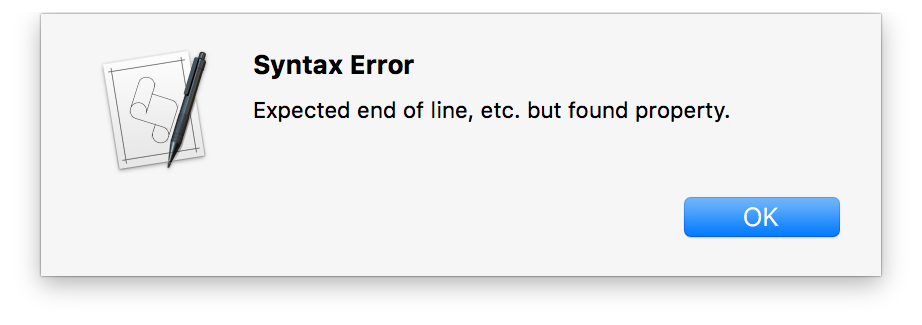 Syntax Error
Expected end of line, etc. but found property.
OK